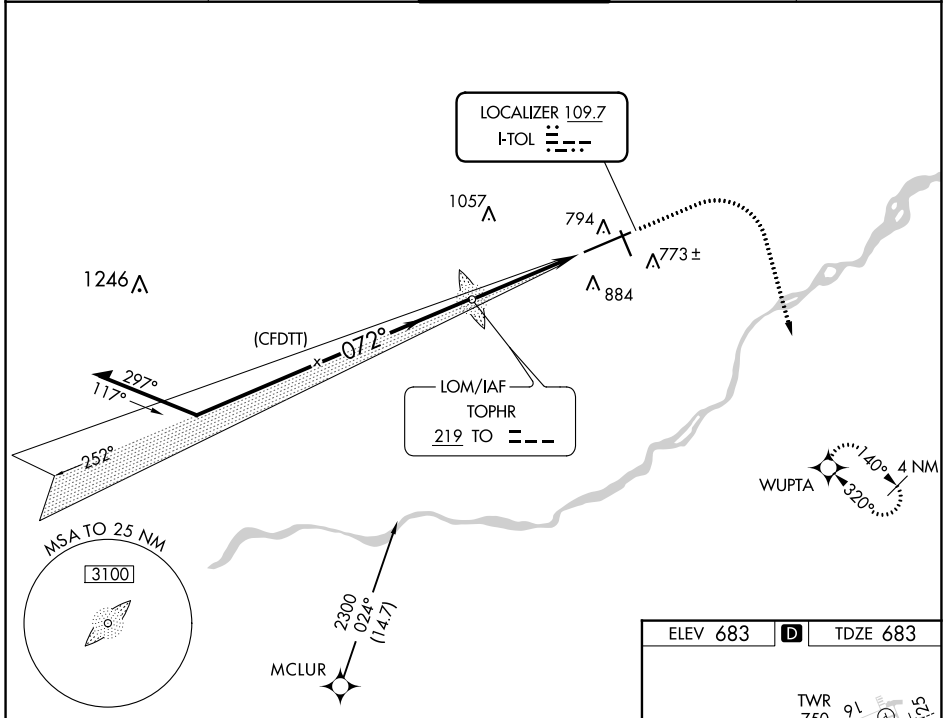 LOCALIZER 109.7
I-TOL
1057
794
773 ±
884
1246
(CFDTT)
072°
297°
117°
252°
LOM/IAF
TOPHR
219 TO
WUPTA
140°
320°
4 NM
MSA TO 25 NM
3100
2300
024°
(14.7)
MCLUR
ELEV 683 D TDZE 683
TWR
16
25